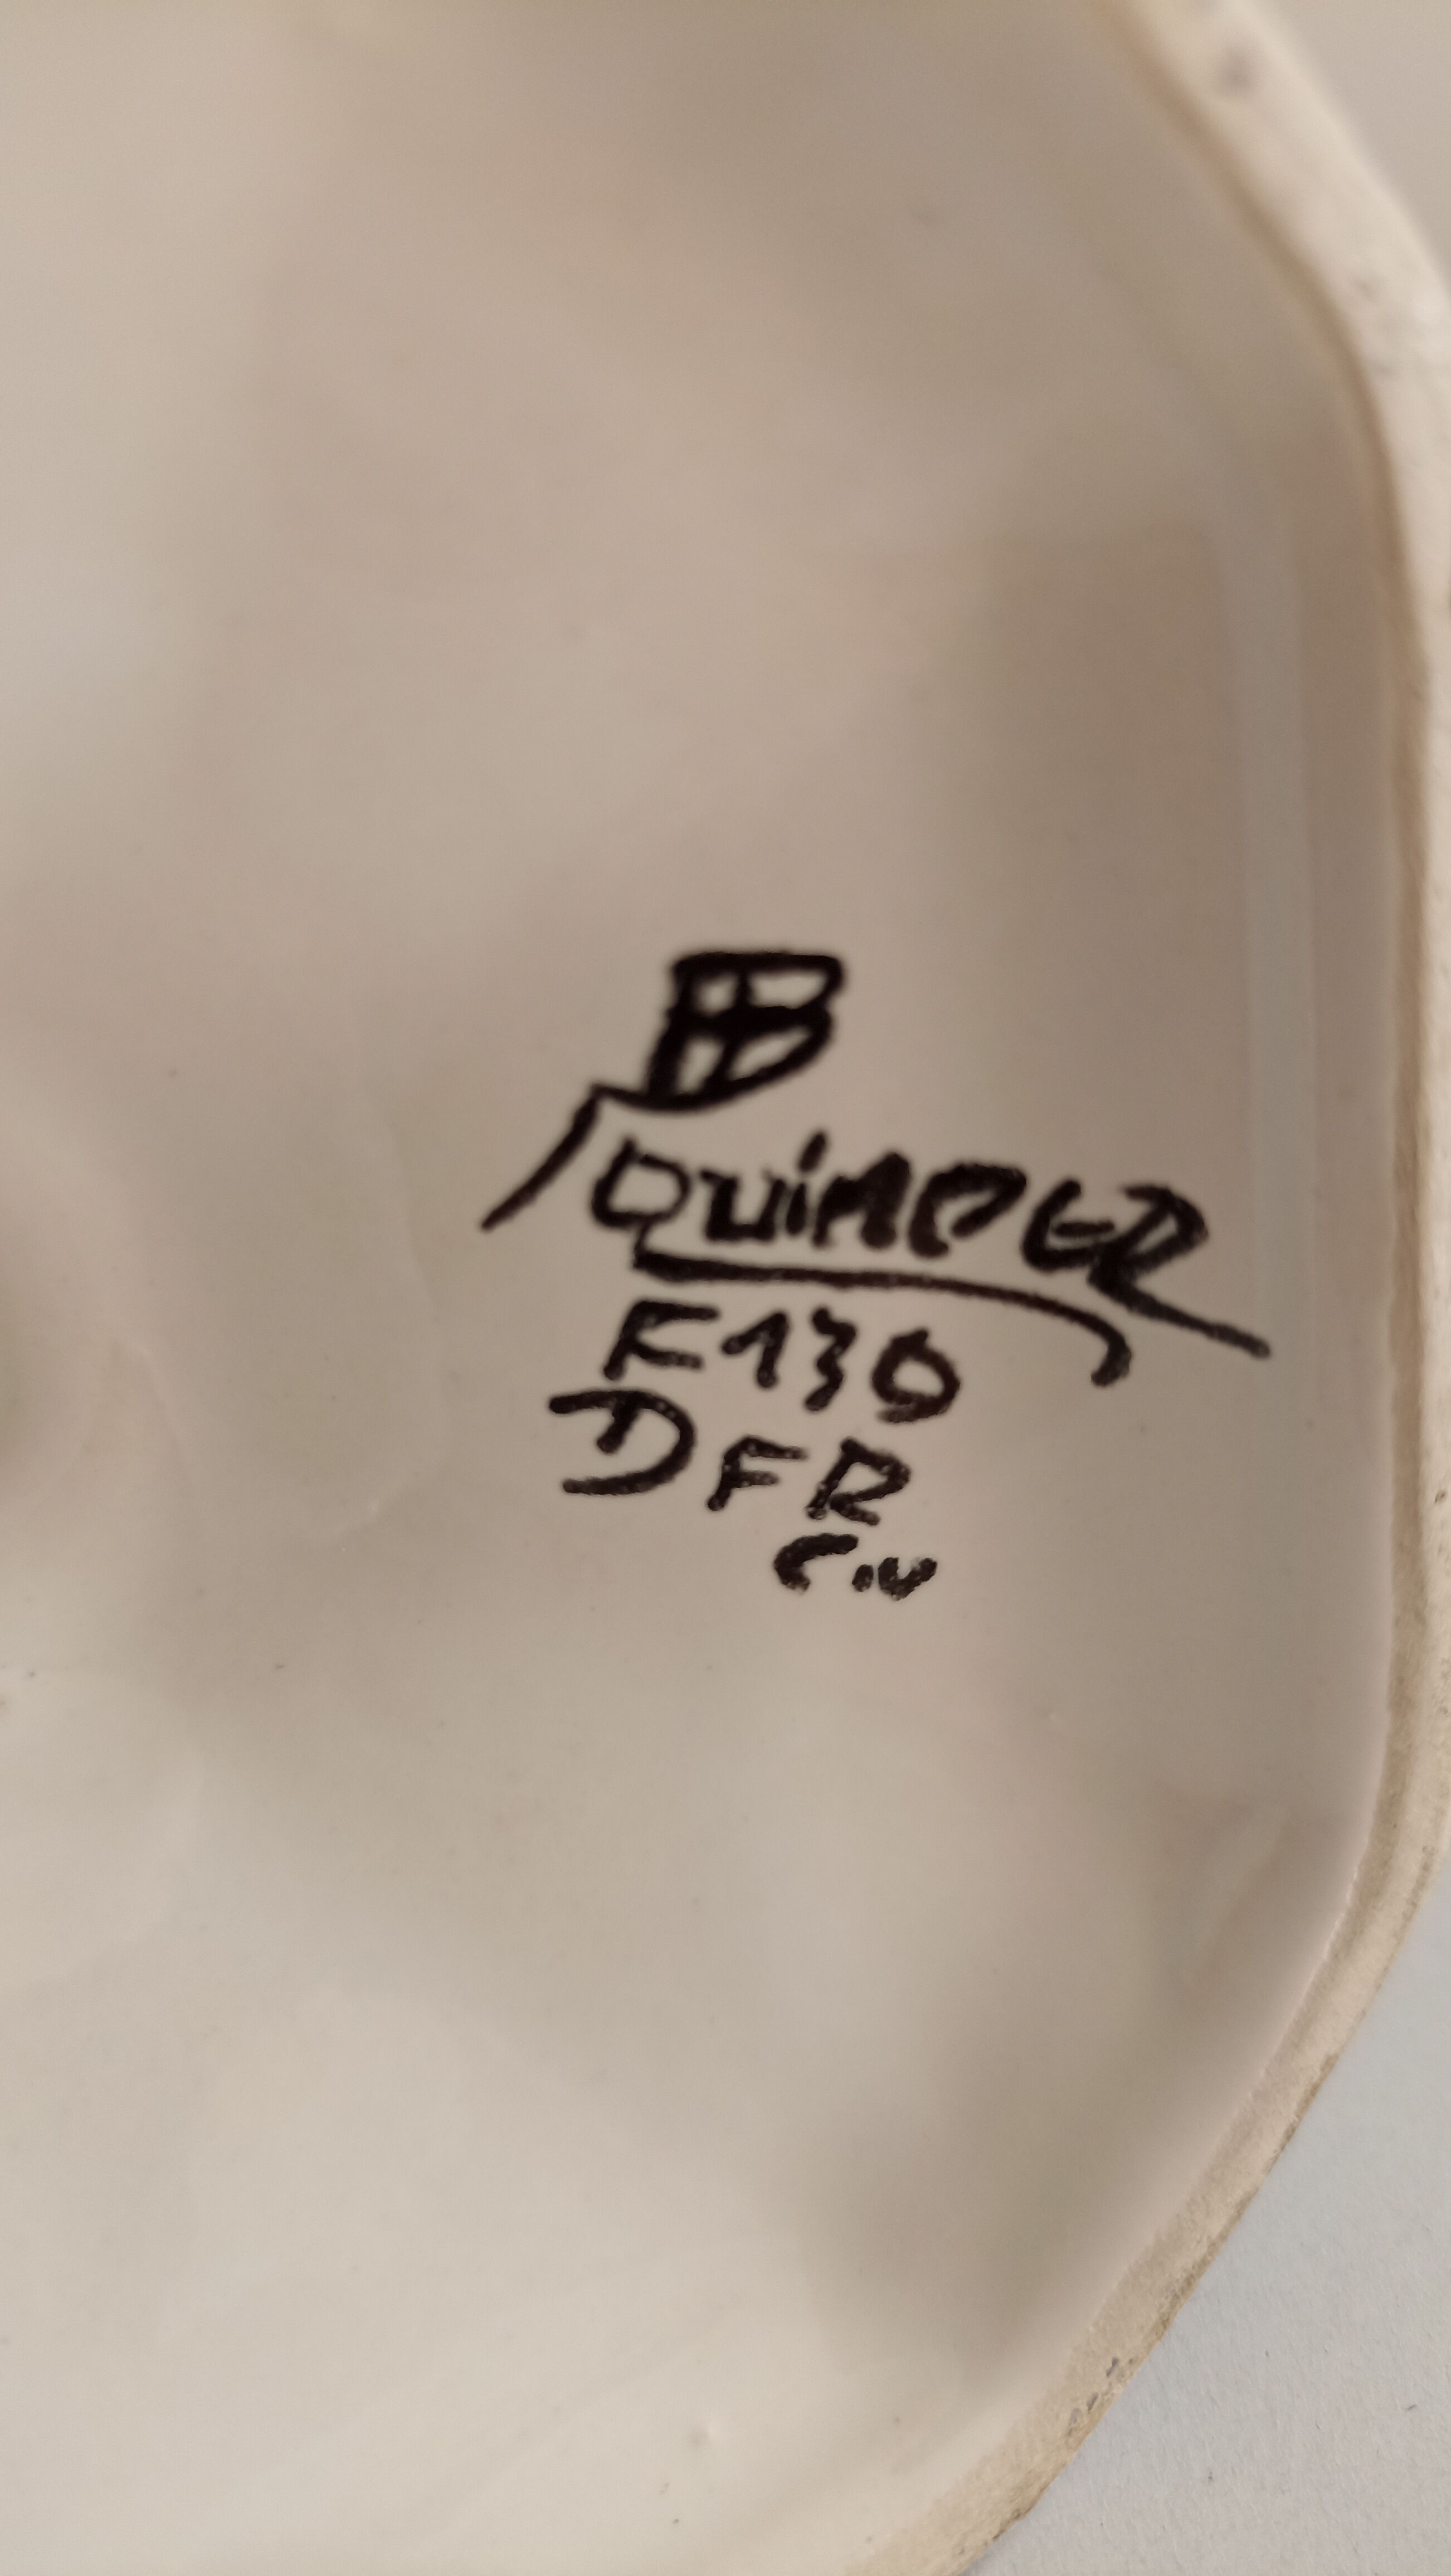 HB
QUiMPER
F130
DFR
C.N